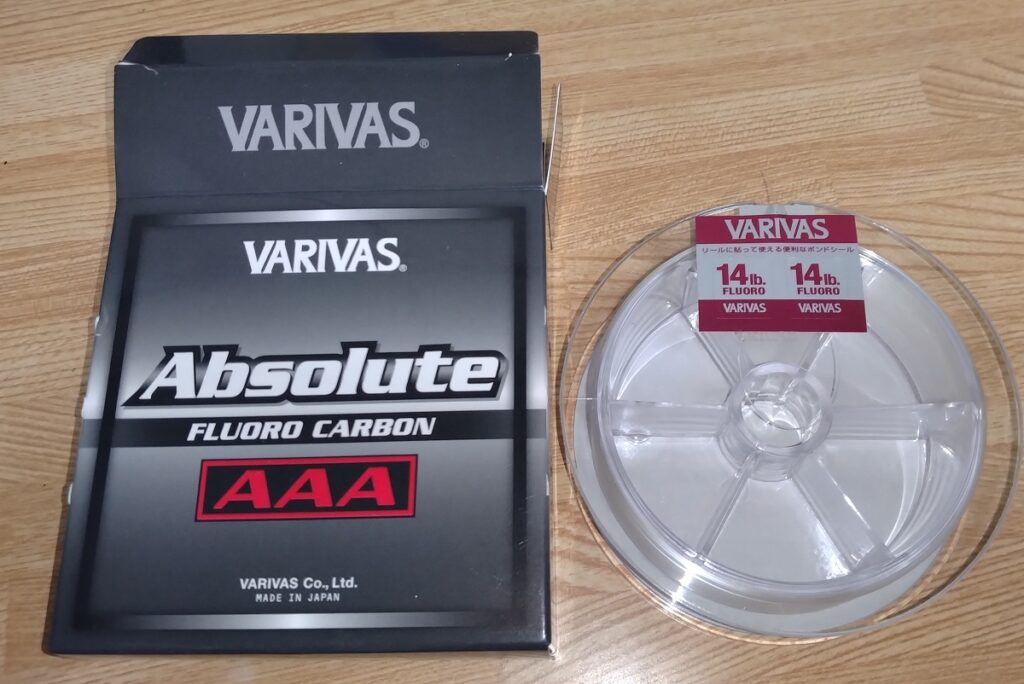 VARIVAS®
VARIVAS®
Absolute
FLUORO CARBON
AAA
VARIVAS Co., Ltd.
MADE IN JAPAN
VARIVAS
リールに貼って使える便利なポンドシール
14lb. 14lb.
FLUORO FLUORO
VARIVAS VARIVAS